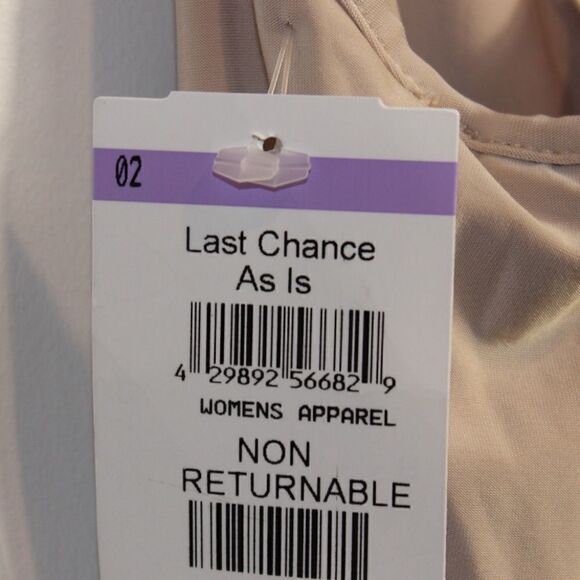 02
Last Chance
As Is
4 29892 56682 9
WOMENS APPAREL
NON
RETURNABLE